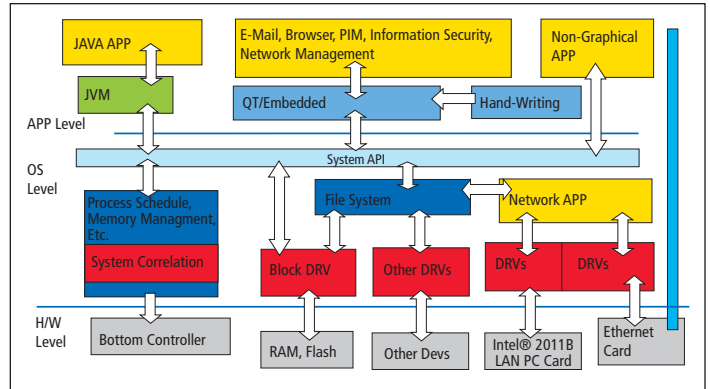 JAVA APP
E-Mail, Browser, PIM, Information Security,
Network Management
Non-Graphical
APP
JVM
QT/Embedded
Hand-Writing
APP Level
System API
OS
Level
Process Schedule,
Memory Managment,
Etc.
File System
Network APP
System Correlation
Block DRV
Other DRVs
DRVs
DRVs
H/W
Level
Bottom Controller
RAM, Flash
Other Devs
Intel® 2011B
LAN PC Card
Ethernet
Card